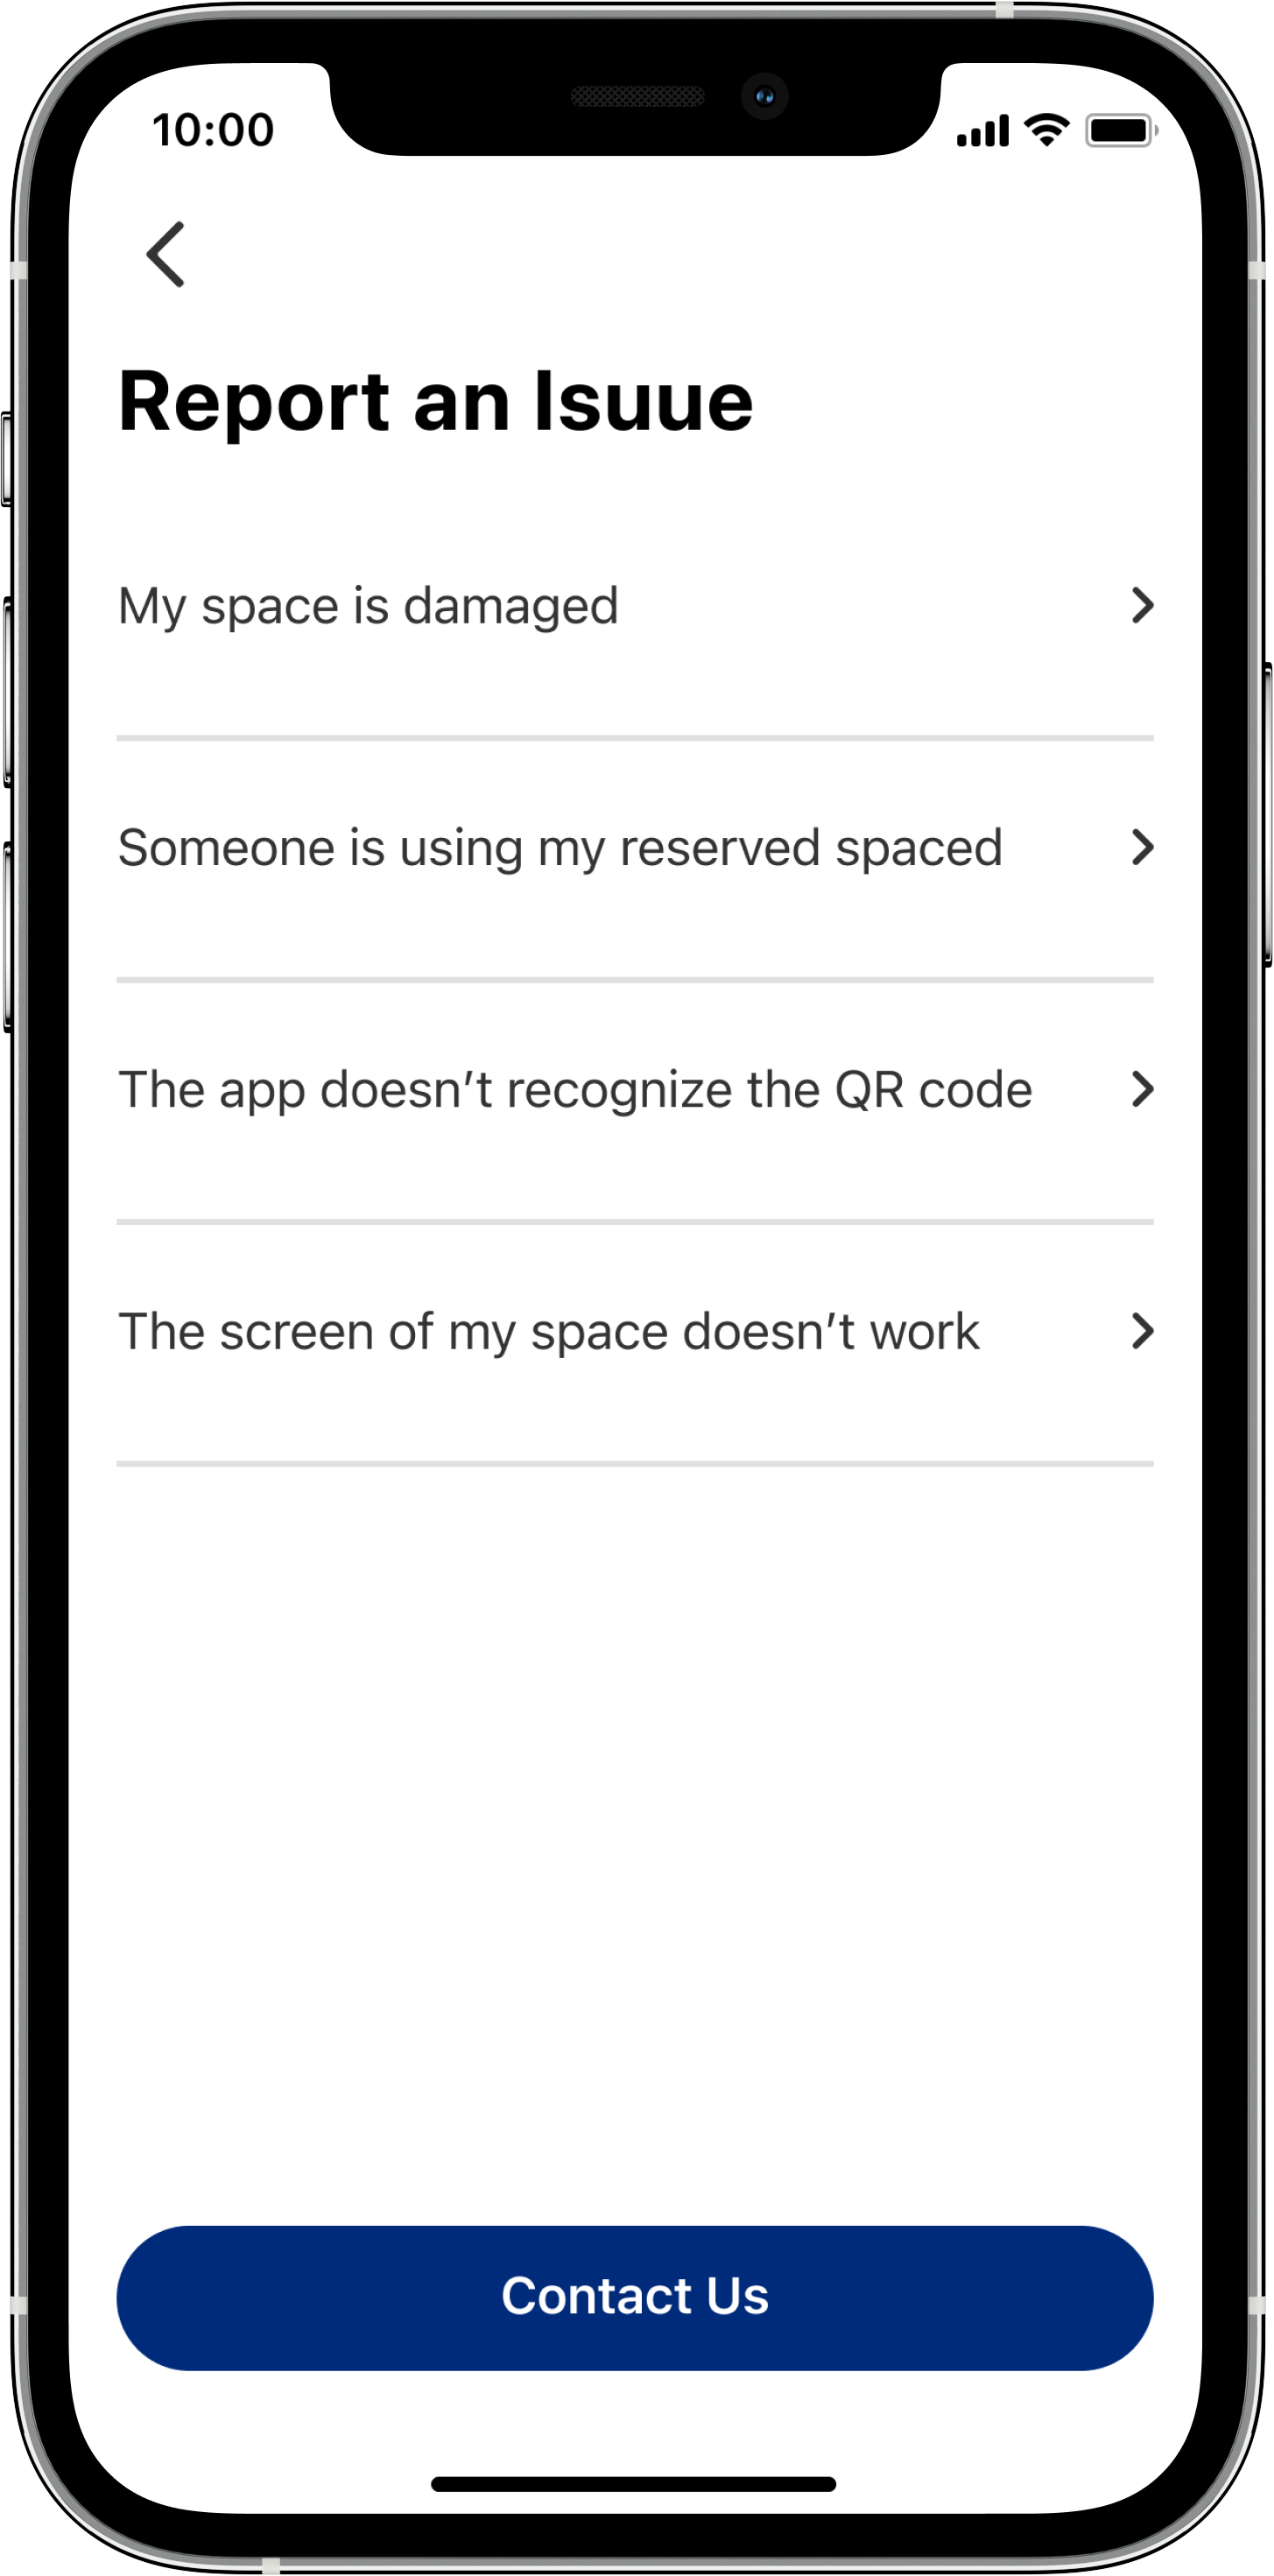 10:00
Report an Isuue
My space is damaged
Someone is using my reserved spaced
The app doesn’t recognize the QR code
The screen of my space doesn’t work
Contact Us